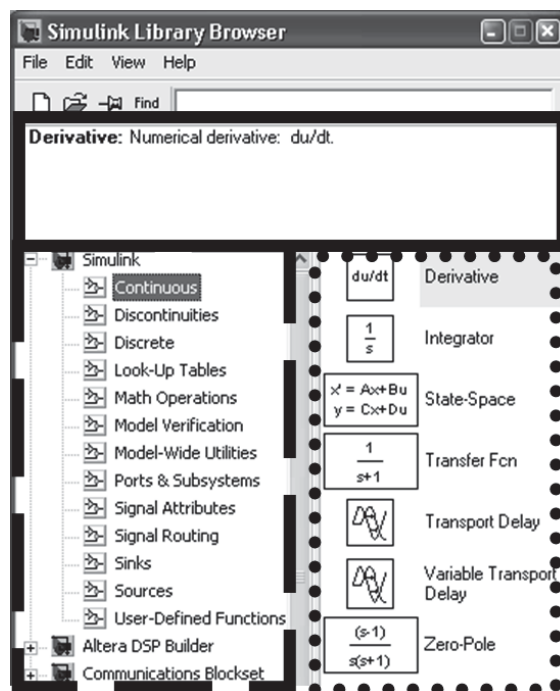 Simulink Library Browser
File Edit View Help
Find
Derivative: Numerical derivative: du/dt.
Simulink
Continuous
Discontinuities
Discrete
Look-Up Tables
Math Operations
Model Verification
Model-Wide Utilities
Ports & Subsystems
Signal Attributes
Signal Routing
Sinks
Sources
User-Defined Functions
Altera DSP Builder
Communications Blockset
du/dt Derivative
1
s
Integrator
x' = Ax+Bu
y = Cx+Du
State-Space
1
s+1
Transfer Fcn
Transport Delay
Variable Transport
Delay
(s-1)
s(s+1)
Zero-Pole